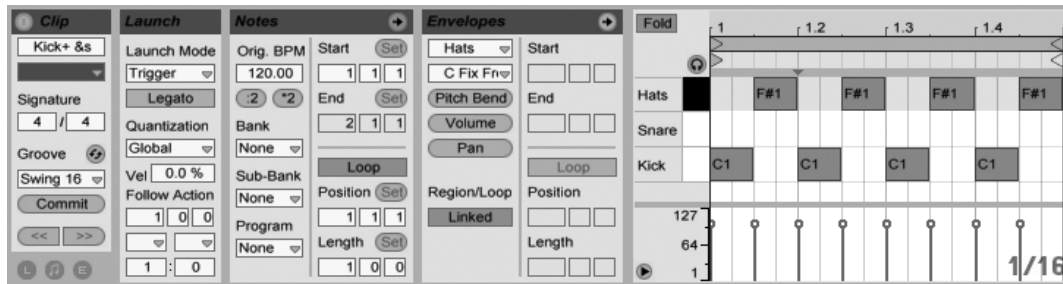 Clip
Kick+ &s
Signature
4 / 4
Groove
Swing 16
Commit
<< >>
L E
Launch
Launch Mode
Trigger
Legato
Quantization
Global
Vel 0.0 %
Follow Action
1 0 0
1 : 0
Notes
Orig. BPM
120.00
:2 *2
Bank
None
Sub-Bank
None
Program
None
Start Set
1 1 1
End Set
2 1 1
Loop
Position Set
1 1 1
Length Set
1 0 0
Envelopes
Hats
C Fix Fr
Pitch Bend
Volume
Pan
Region/Loop
Linked
Start
End
Loop
Position
Length
Fold
1 1.2 1.3 1.4
Hats F#1 F#1 F#1 F#1
Snare
Kick C1 C1 C1 C1
127
64
1
1/16